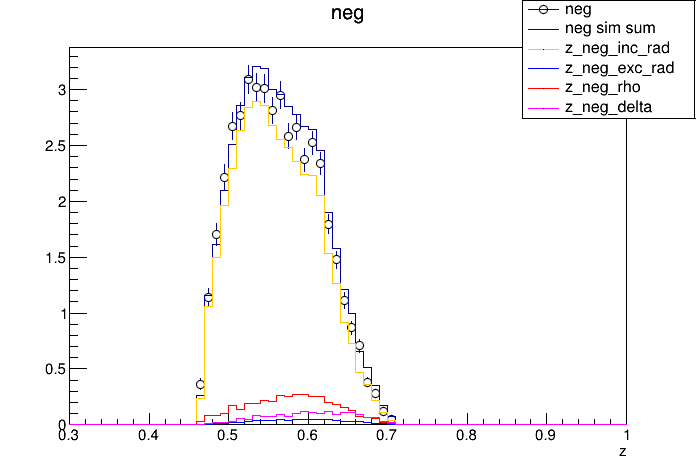 neg
neg
neg sim sum
z_neg_inc_rad
z_neg_exc_rad
z_neg_rho
z_neg_delta
3
2.5
2
1.5
1
0.5
0
0.3 0.4 0.5 0.6 0.7 0.8 0.9 1
z